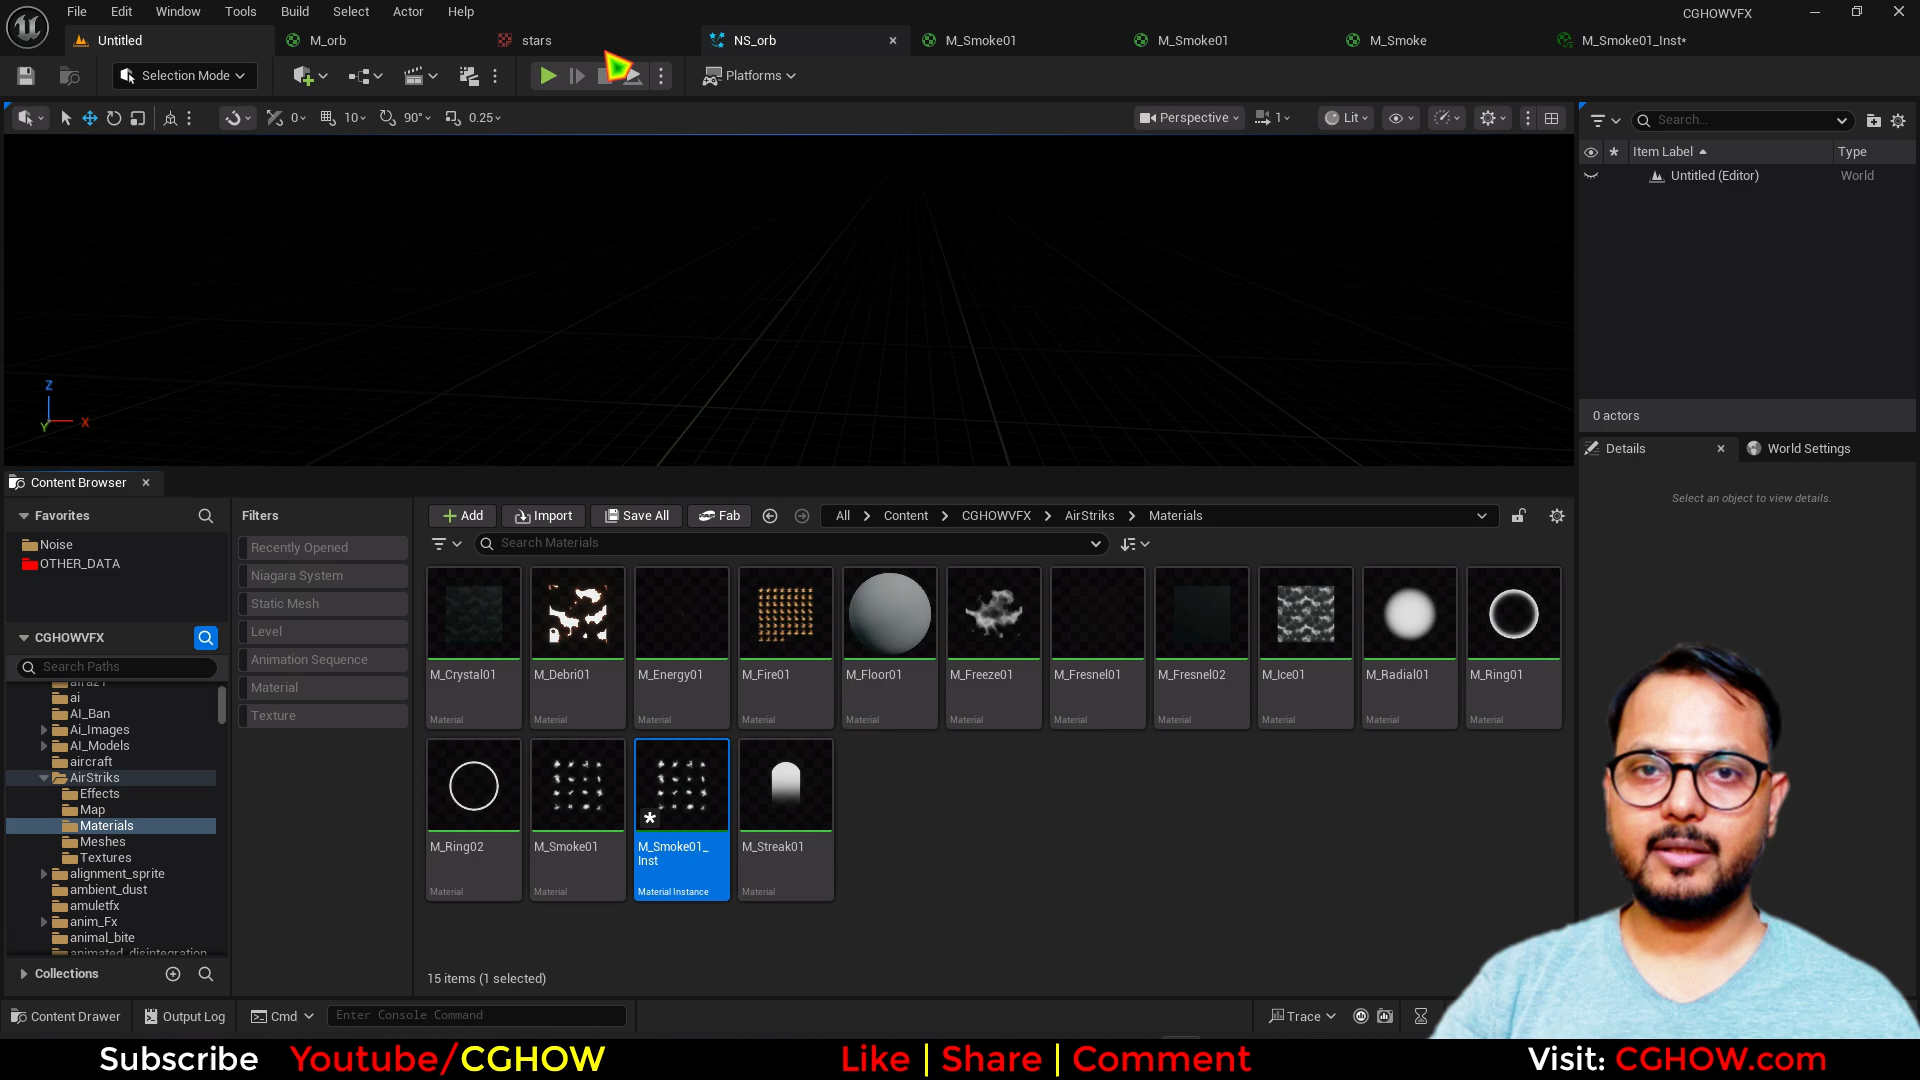 File Edit Window Tools Build Select Actor Help
CGHOWVFX
Untitled
M_orb
stars
NS_orb
M_Smoke01
M_Smoke01
M_Smoke
M_Smoke01_Inst*
Selection Mode
Platforms
0
10
90°
0.25
Perspective
1
Lit
Search...
Item Label
Type
Untitled (Editor)
World
Z
X
Y
0 actors
Details
World Settings
Select an object to view details.
Content Browser
Favorites
Noise
OTHER_DATA
CGHOWVFX
Search Paths
ai
AI_Ban
Ai_Images
AI_Models
aircraft
AirStriks
Effects
Map
Materials
Meshes
Textures
alignment_sprite
ambient_dust
amuletfx
anim_Fx
animal_bite
animated_disintegration
Collections
Filters
Recently Opened
Niagara System
Static Mesh
Level
Animation Sequence
Material
Texture
Add
Import
Save All
Fab
All > Content > CGHOWVFX > AirStriks > Materials
Search Materials
M_Crystal01
M_Debri01
M_Energy01
M_Fire01
M_Floor01
M_Freeze01
M_Fresnel01
M_Fresnel02
M_Ice01
M_Radial01
M_Ring01
Material
Material
Material
Material
Material
Material
Material
Material
Material
Material
Material
M_Ring02
M_Smoke01
M_Smoke01_
Inst
M_Streak01
Material
Material
Material Instance
Material
15 items (1 selected)
Content Drawer
Output Log
Cmd
Enter Console Command
Trace
Subscribe Youtube/CGHOW
Like | Share | Comment
Visit: CGHOW.com